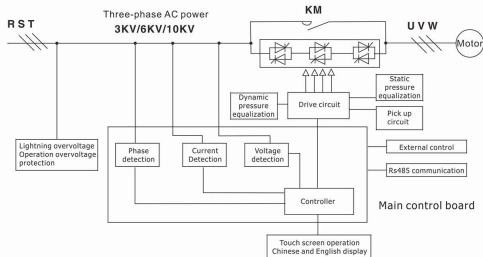 R S T
Three-phase AC power
3KV/6KV/10KV
KM
U V W
Motor
Dynamic
pressure
equalization
Drive circuit
Static
pressure
equalization
Pick up
circuit
Lightning overvoltage
Operation overvoltage
protection
Phase
detection
Current
Detection
Voltage
detection
External control
Rs485 communication
Controller
Main control board
Touch screen operation
Chinese and English display